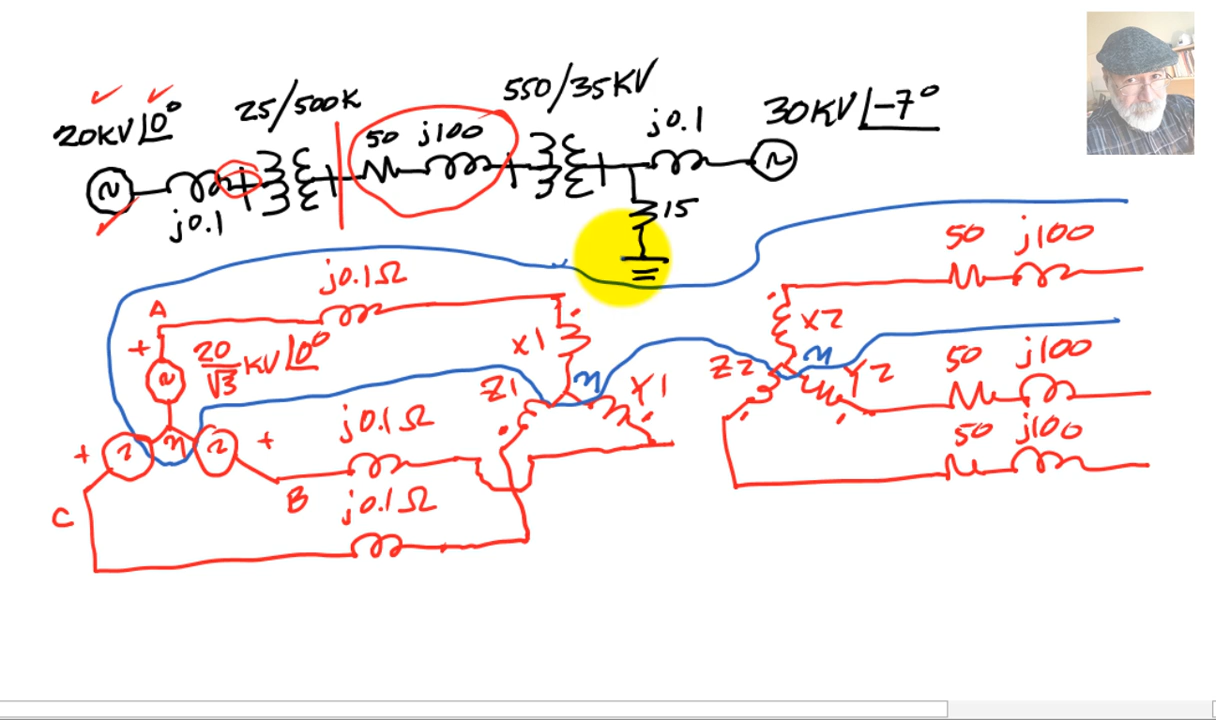 20KV∠0° 25/500K 550/35KV 30KV∠-7°
50 j100 j0.1
j0.1 15
j0.1Ω 50 j100
A
+ 20/√3 KV∠0° X1 X2
Z1 n Y1 Z2 n Y2 50 j100
j0.1Ω 50 j100
+ n +
C B j0.1Ω